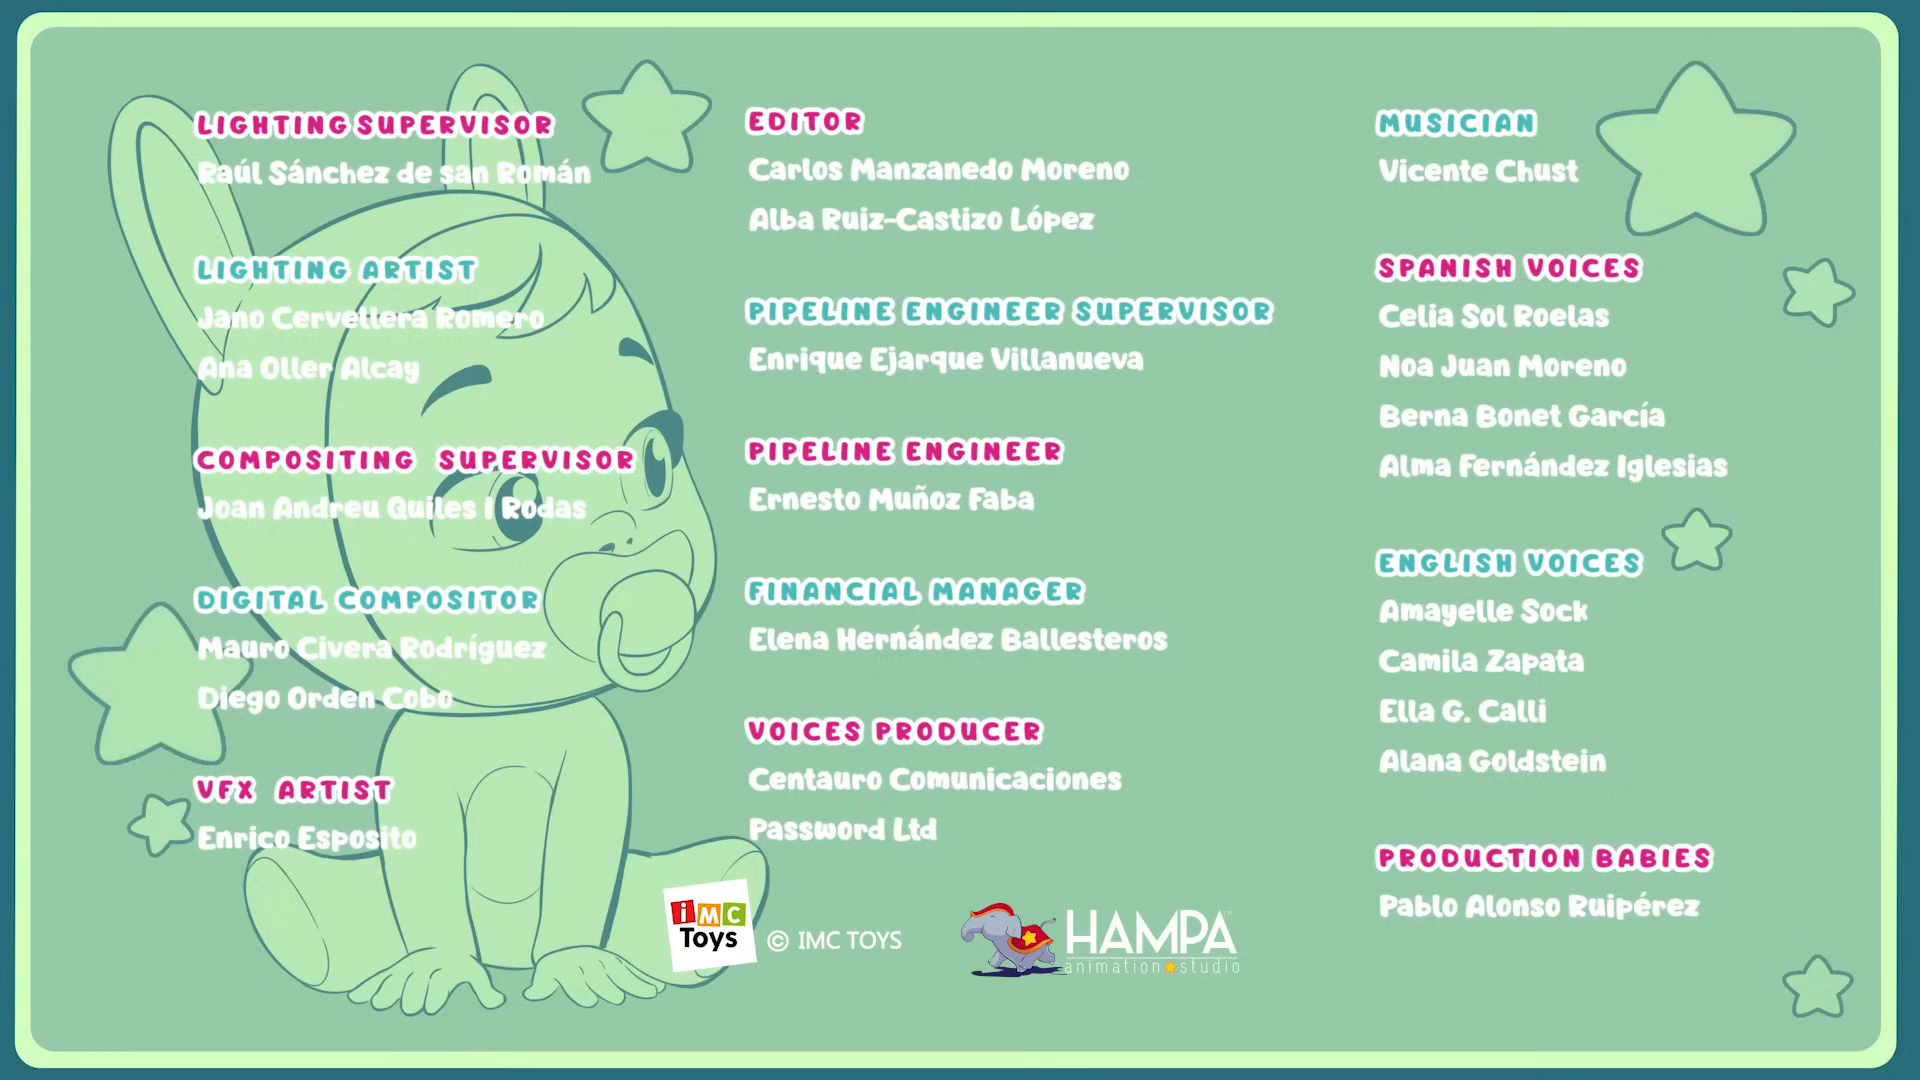 LIGHTING SUPERVISOR
Raúl Sánchez de san Román
LIGHTING ARTIST
Jano Cervellera Romero
Ana Oller Alcay
COMPOSITING SUPERVISOR
Joan Andreu Quiles I Rodas
DIGITAL COMPOSITOR
Mauro Civera Rodríguez
Diego Orden Cobo
VFX ARTIST
Enrico Esposito
EDITOR
Carlos Manzanedo Moreno
Alba Ruiz-Castizo López
PIPELINE ENGINEER SUPERVISOR
Enrique Ejarque Villanueva
PIPELINE ENGINEER
Ernesto Muñoz Faba
FINANCIAL MANAGER
Elena Hernández Ballesteros
VOICES PRODUCER
Centauro Comunicaciones
Password Ltd
MUSICIAN
Vicente Chust
SPANISH VOICES
Celia Sol Roelas
Noa Juan Moreno
Berna Bonet García
Alma Fernández Iglesias
ENGLISH VOICES
Amayelle Sock
Camila Zapata
Ella G. Calli
Alana Goldstein
PRODUCTION BABIES
Pablo Alonso Ruipérez
iMC
Toys
© IMC TOYS
HAMPA™
animation studio